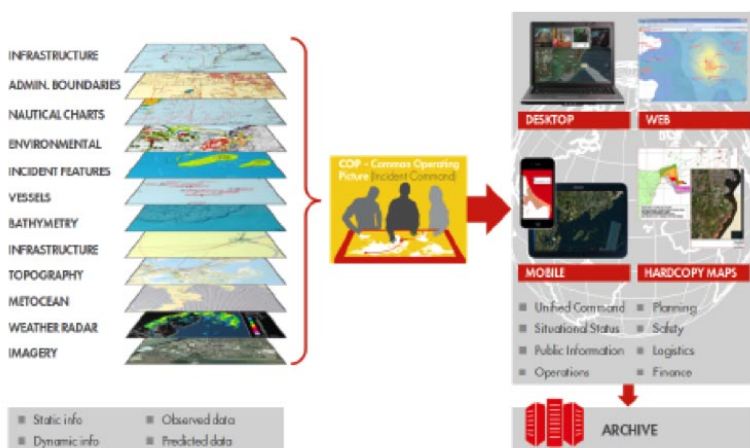 INFRASTRUCTURE
ADMIN. BOUNDARIES
NAUTICAL CHARTS
ENVIRONMENTAL
INCIDENT FEATURES
VESSELS
BATHYMETRY
INFRASTRUCTURE
TOPOGRAPHY
METOCEAN
WEATHER RADAR
IMAGERY
Static info
Observed data
Dynamic info
Predicted data
COP - Common Operating
Picture (Incident Command)
DESKTOP
WEB
MOBILE
HARDCOPY MAPS
Unified Command
Planning
Situational Status
Safety
Public Information
Logistics
Operations
Finance
ARCHIVE